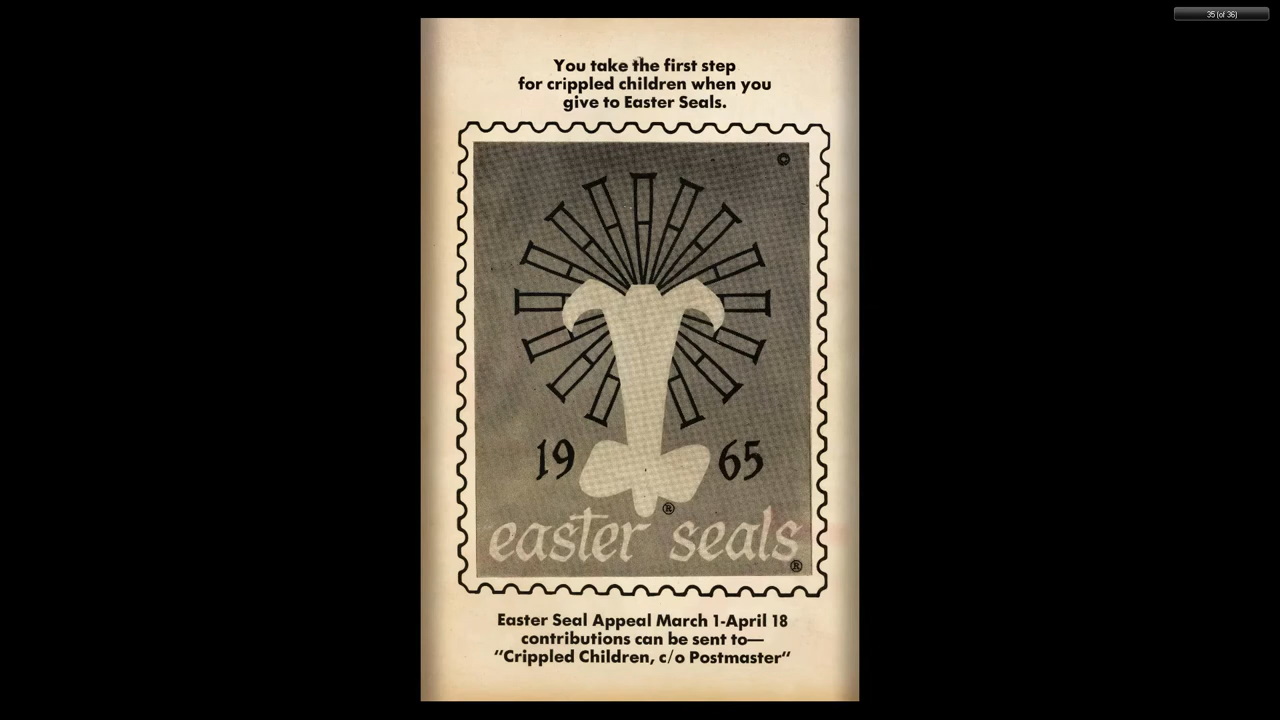 35 (of 36)
You take the first step
for crippled children when you
give to Easter Seals.
©
19 65
®
easter seals
®
Easter Seal Appeal March 1-April 18
contributions can be sent to—
“Crippled Children, c/o Postmaster”